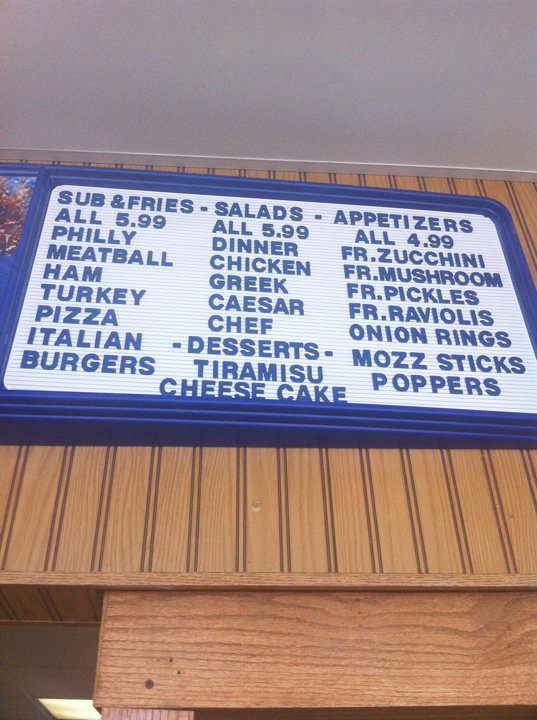 SUB & FRIES - SALADS - APPETIZERS
ALL 5.99 ALL 5.99 ALL 4.99
PHILLY DINNER FR.ZUCCHINI
MEATBALL CHICKEN FR.MUSHROOM
HAM GREEK FR.PICKLES
TURKEY CAESAR FR.RAVIOLIS
PIZZA CHEF ONION RINGS
ITALIAN - DESSERTS - MOZZ STICKS
BURGERS TIRAMISU POPPERS
CHEESE CAKE